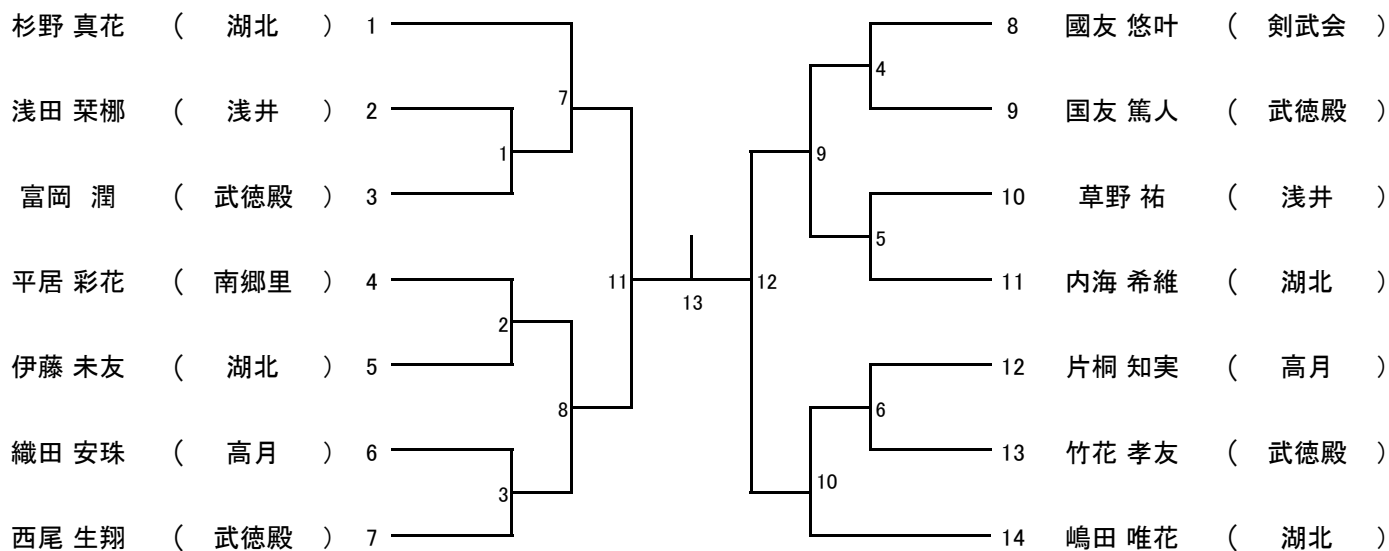 杉野 真花 ( 湖北 ) 1
浅田 栞梛 ( 浅井 ) 2
富岡 潤 ( 武徳殿 ) 3
平居 彩花 ( 南郷里 ) 4
伊藤 未友 ( 湖北 ) 5
織田 安珠 ( 高月 ) 6
西尾 生翔 ( 武徳殿 ) 7
7
1
11
2
8
3
13
4
9
12
5
6
10
8 國友 悠叶 ( 剣武会 )
9 国友 篤人 ( 武徳殿 )
10 草野 祐 ( 浅井 )
11 内海 希維 ( 湖北 )
12 片桐 知実 ( 高月 )
13 竹花 孝友 ( 武徳殿 )
14 嶋田 唯花 ( 湖北 )